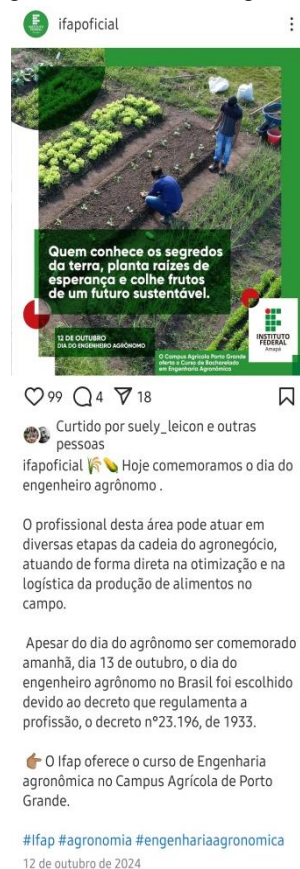 ifapoficial
Quem conhece os segredos
da terra, planta raízes de
esperança e colhe frutos
de um futuro sustentável.
12 DE OUTUBRO
DIA DO ENGENHEIRO AGRÔNOMO
O Campus Agrícola Porto Grande
oferta o Curso de Bacharelado
em Engenharia Agronômica
INSTITUTO
FEDERAL
Amapá
99 4 18
Curtido por suely_leicon e outras
pessoas
ifapoficial 🌾🌽 Hoje comemoramos o dia do
engenheiro agrônomo .
O profissional desta área pode atuar em
diversas etapas da cadeia do agronegócio,
atuando de forma direta na otimização e na
logística da produção de alimentos no
campo.
Apesar do dia do agrônomo ser comemorado
amanhã, dia 13 de outubro, o dia do
engenheiro agrônomo no Brasil foi escolhido
devido ao decreto que regulamenta a
profissão, o decreto n°23.196, de 1933.
👉🏽 O Ifap oferece o curso de Engenharia
agronômica no Campus Agrícola de Porto
Grande.
#Ifap #agronomia #engenhariaagronomica
12 de outubro de 2024